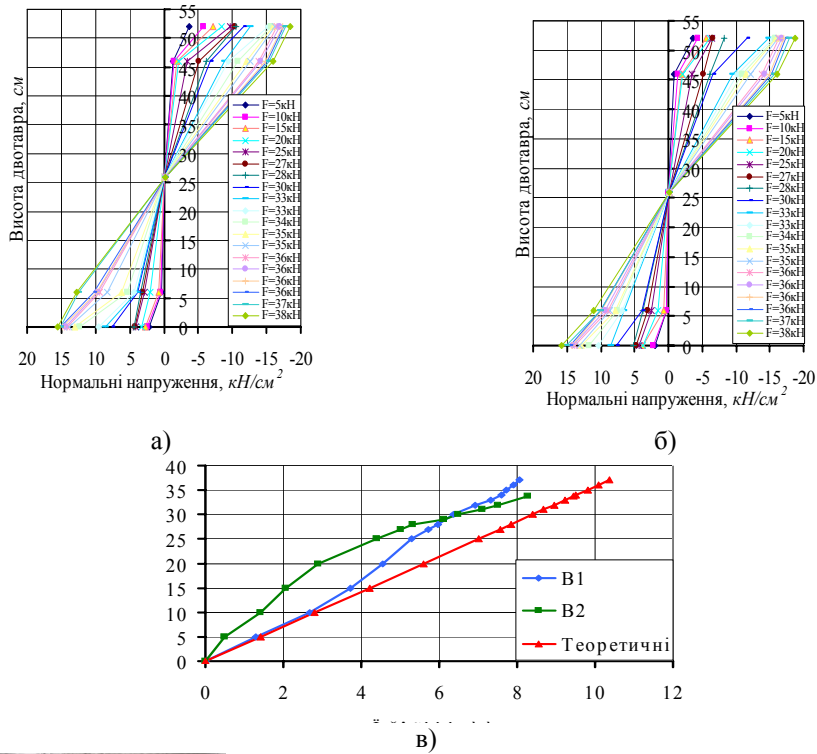 Висота двотавра, см
55
50
45
40
35
30
25
20
15
10
5
0
20 15 10 5 0 -5 -10 -15 -20
Нормальні напруження, кН/см²
F=5кН
F=10кН
F=15кН
F=20кН
F=25кН
F=27кН
F=28кН
F=30кН
F=33кН
F=33кН
F=34кН
F=35кН
F=35кН
F=36кН
F=36кН
F=36кН
F=36кН
F=37кН
F=38кН
а)
Висота двотавра, см
55
50
45
40
35
30
25
20
15
10
5
0
20 15 10 5 0 -5 -10 -15 -20
Нормальні напруження, кН/см²
F=5кН
F=10кН
F=15кН
F=20кН
F=25кН
F=27кН
F=28кН
F=30кН
F=33кН
F=33кН
F=34кН
F=35кН
F=35кН
F=36кН
F=36кН
F=36кН
F=36кН
F=37кН
F=38кН
б)
40
35
30
25
20
15
10
5
0
0 2 4 6 8 10 12
В1
В2
Теоретичні
в)